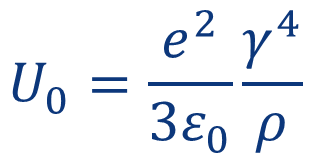 U₀ = e²/3ε₀ γ⁴/ρ